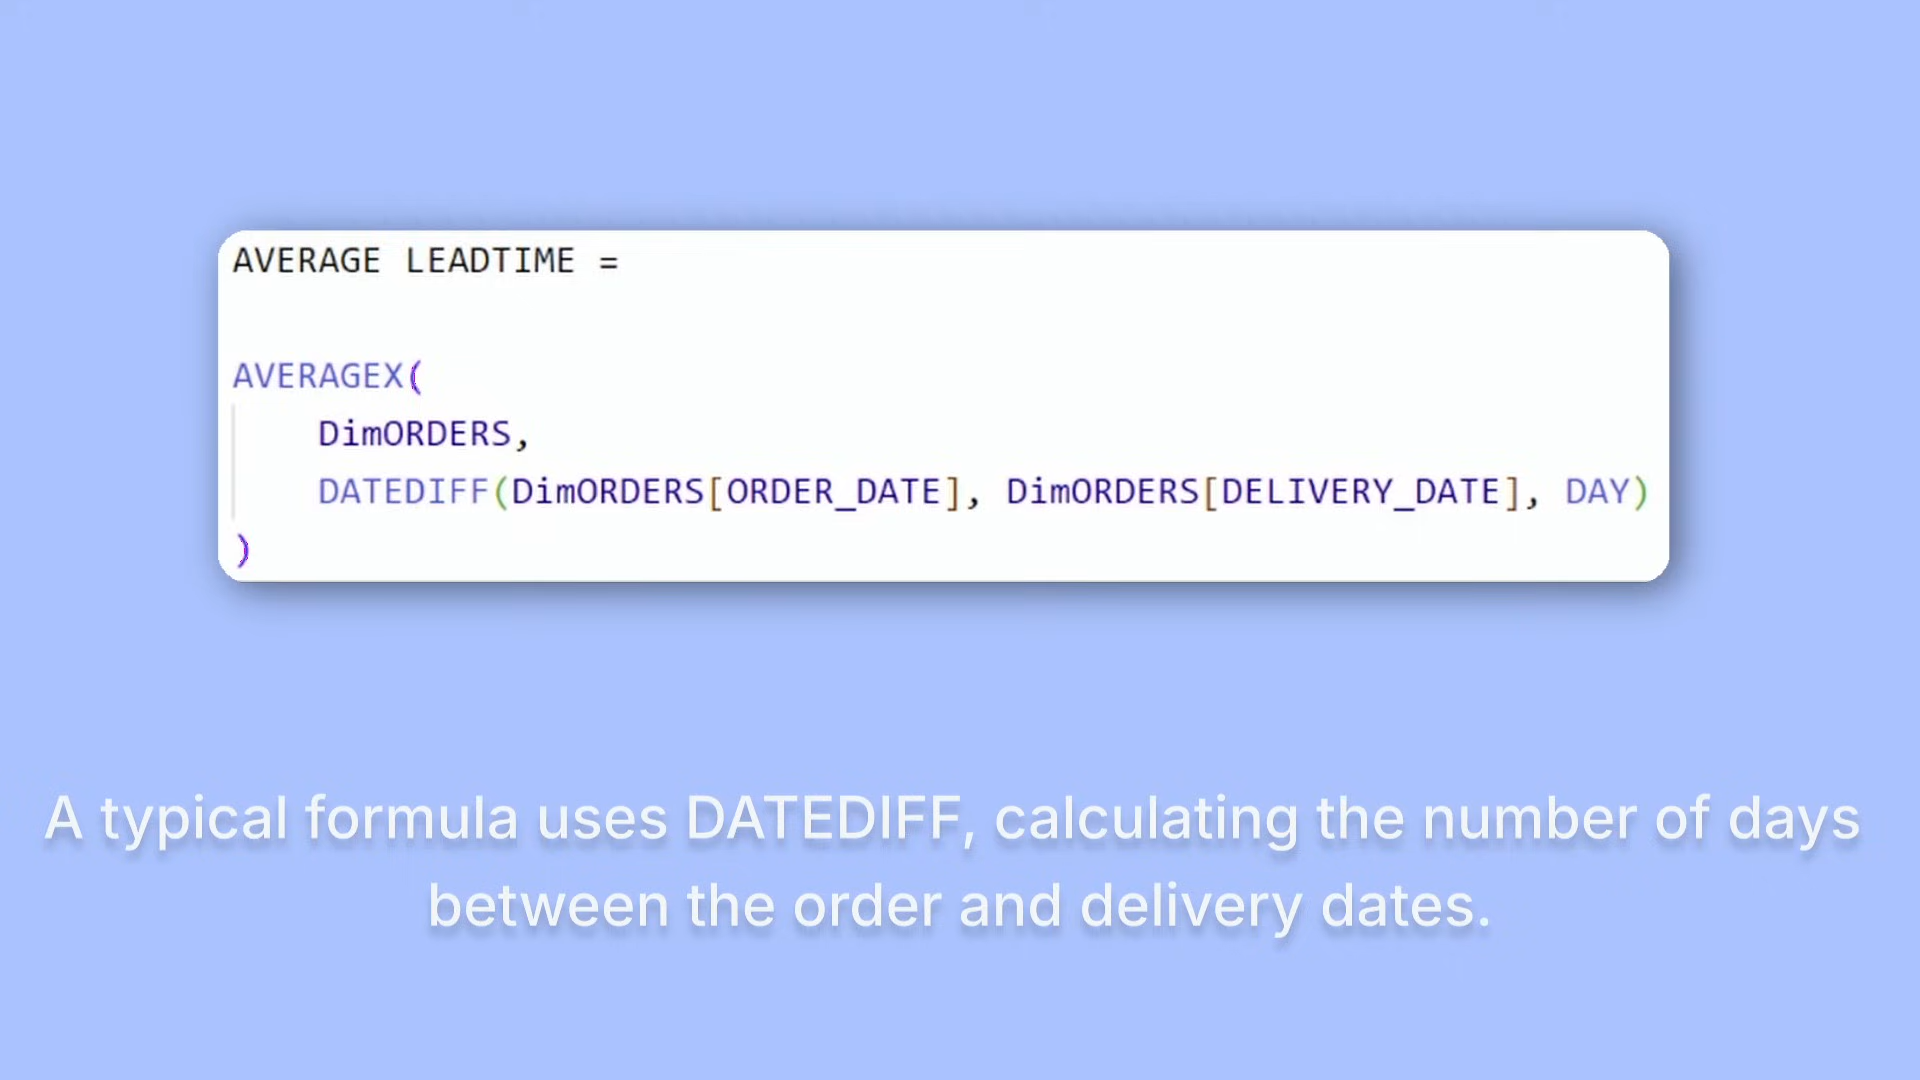 AVERAGE LEADTIME =
AVERAGEX(
DimORDERS,
DATEDIFF(DimORDERS[ORDER_DATE], DimORDERS[DELIVERY_DATE], DAY)
)
A typical formula uses DATEDIFF, calculating the number of days
between the order and delivery dates.